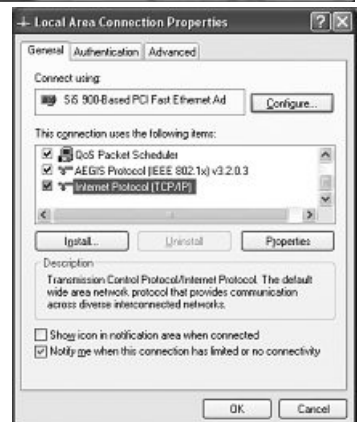 Local Area Connection Properties
General Authentication Advanced
Connect using:
SiS 900-Based PCI Fast Ethernet Ad Configure...
This connection uses the following items:
QoS Packet Scheduler
AEGIS Protocol (IEEE 802.1x) v3.2.0.3
Internet Protocol (TCP/IP)
Install... Uninstall Properties
Description
Transmission Control Protocol/Internet Protocol. The default
wide area network protocol that provides communication
across diverse interconnected networks.
Show icon in notification area when connected
Notify me when this connection has limited or no connectivity
OK Cancel